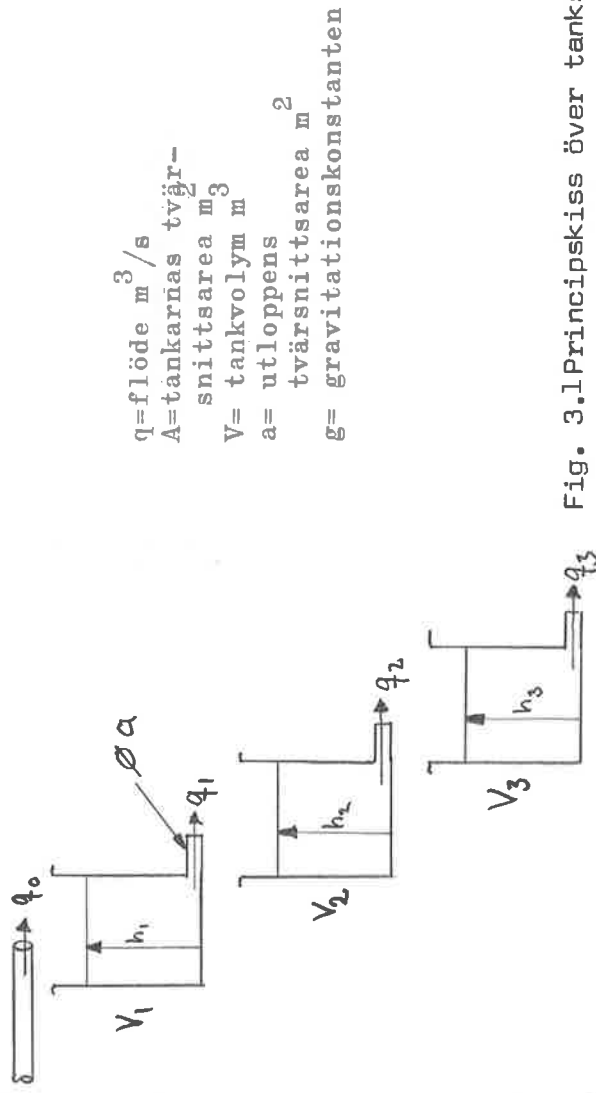 q=flöde m³/s
A=tankarnas tvär-
snittsarea m²
V= tankvolym m³
a= utloppens
tvärsnittsarea m²
g= gravitationskonstanten
q₀
ø a
h₁
q₁
V₁
h₂
q₂
V₂
h₃
q₃
V₃
Fig. 3.1 Principskiss över tank